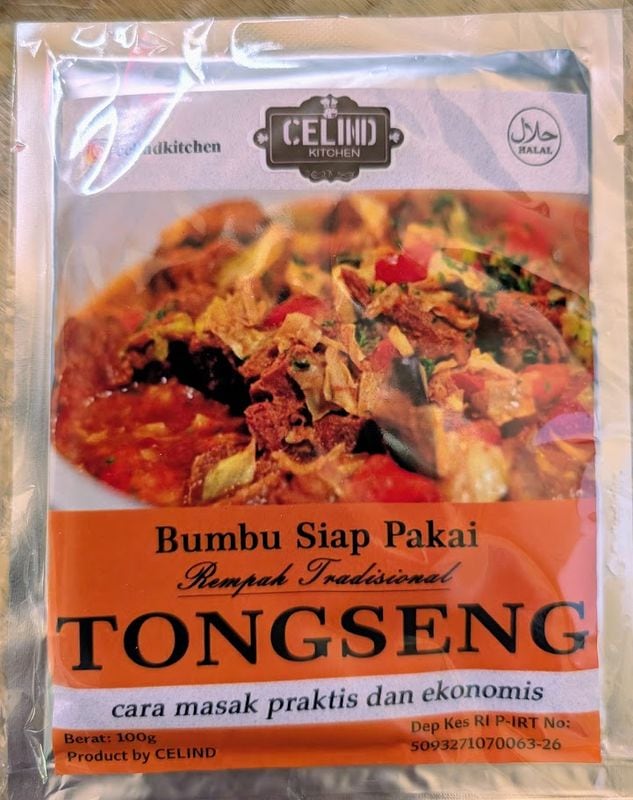 celindkitchen
CELIND
KITCHEN
حلال
HALAL
Bumbu Siap Pakai
Rempah Tradisional
TONGSENG
cara masak praktis dan ekonomis
Berat: 100g
Product by CELIND
Dep Kes RI P-IRT No:
5093271070063-26